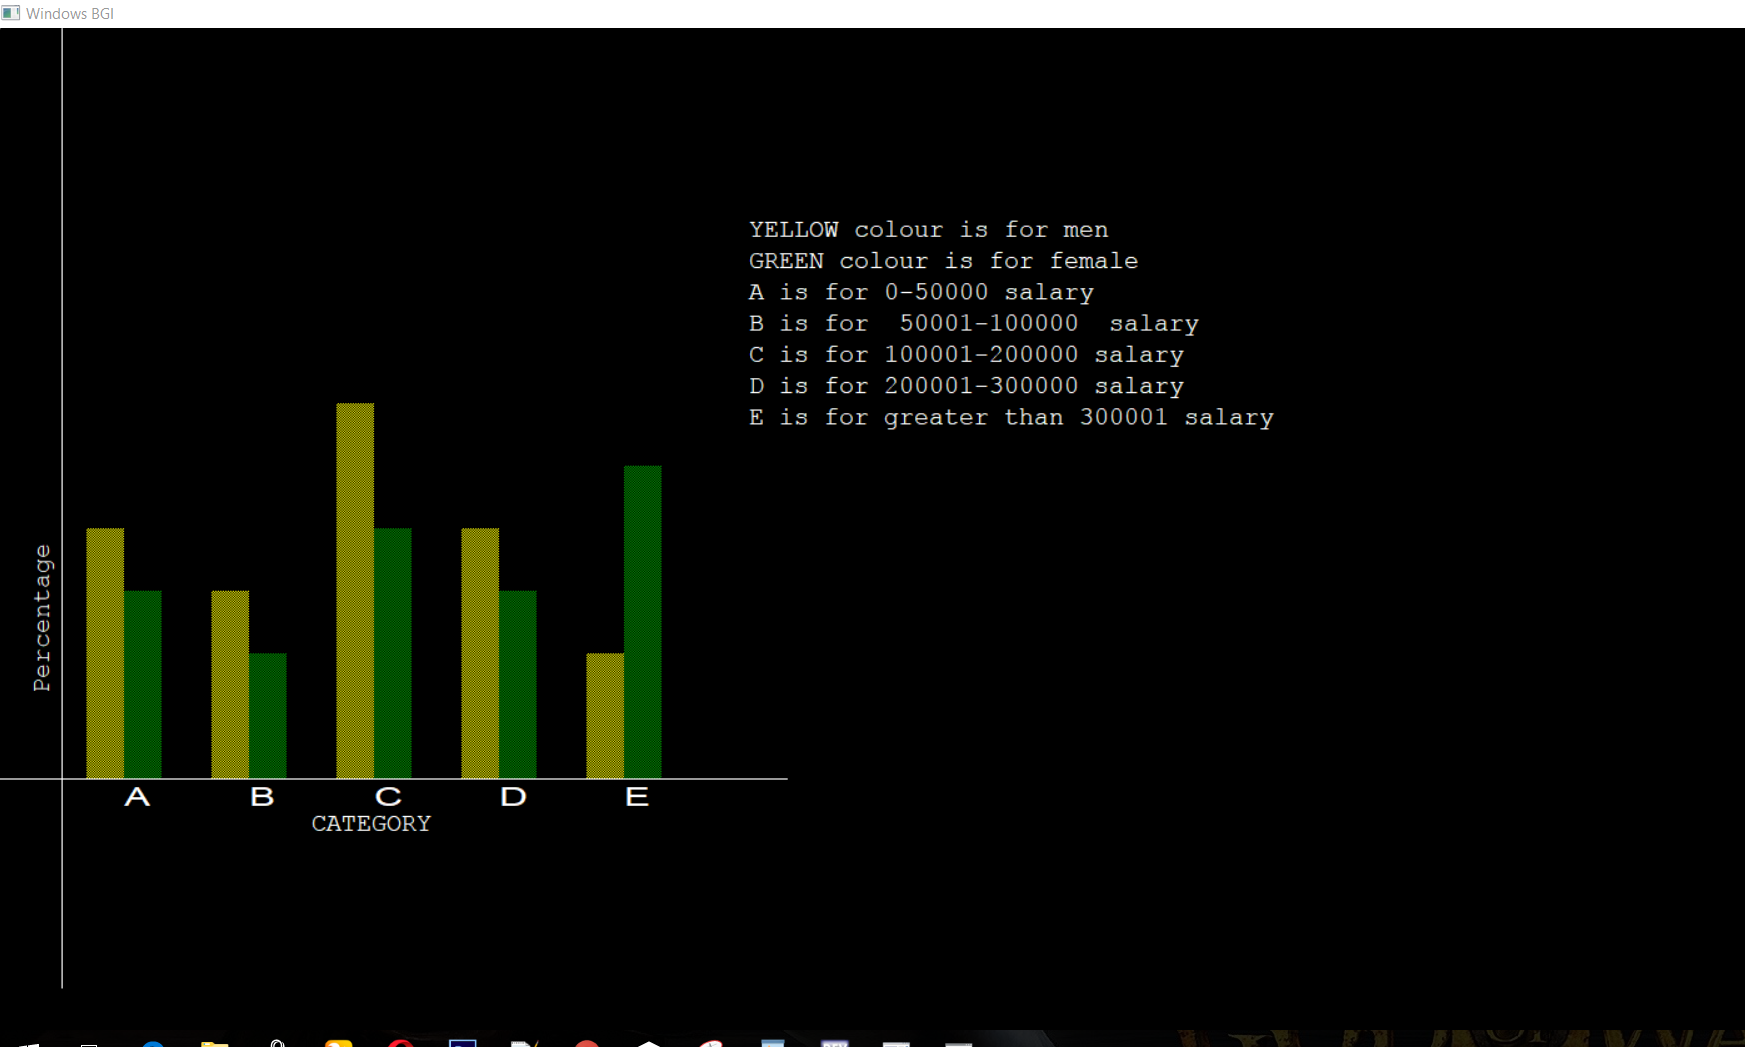 Windows BGI
YELLOW colour is for men
GREEN colour is for female
A is for 0-50000 salary
B is for  50001-100000  salary
C is for 100001-200000 salary
D is for 200001-300000 salary
E is for greater than 300001 salary
Percentage
A B C D E
CATEGORY